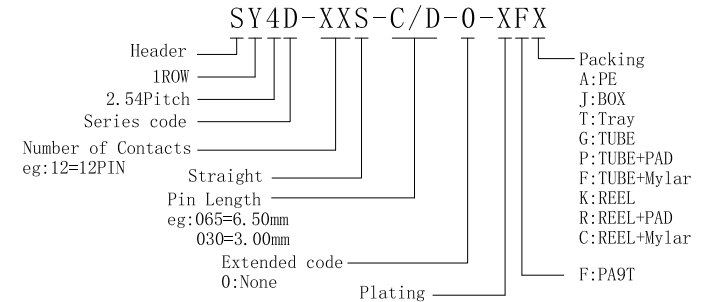 SY4D-XXS-C/D-0-XFX
Header
1ROW
2.54Pitch
Series code
Number of Contacts
eg:12=12PIN
Straight
Pin Length
eg:065=6.50mm
030=3.00mm
Extended code
0:None
Plating
Packing
A:PE
J:BOX
T:Tray
G:TUBE
P:TUBE+PAD
F:TUBE+Mylar
K:REEL
R:REEL+PAD
C:REEL+Mylar
F:PA9T